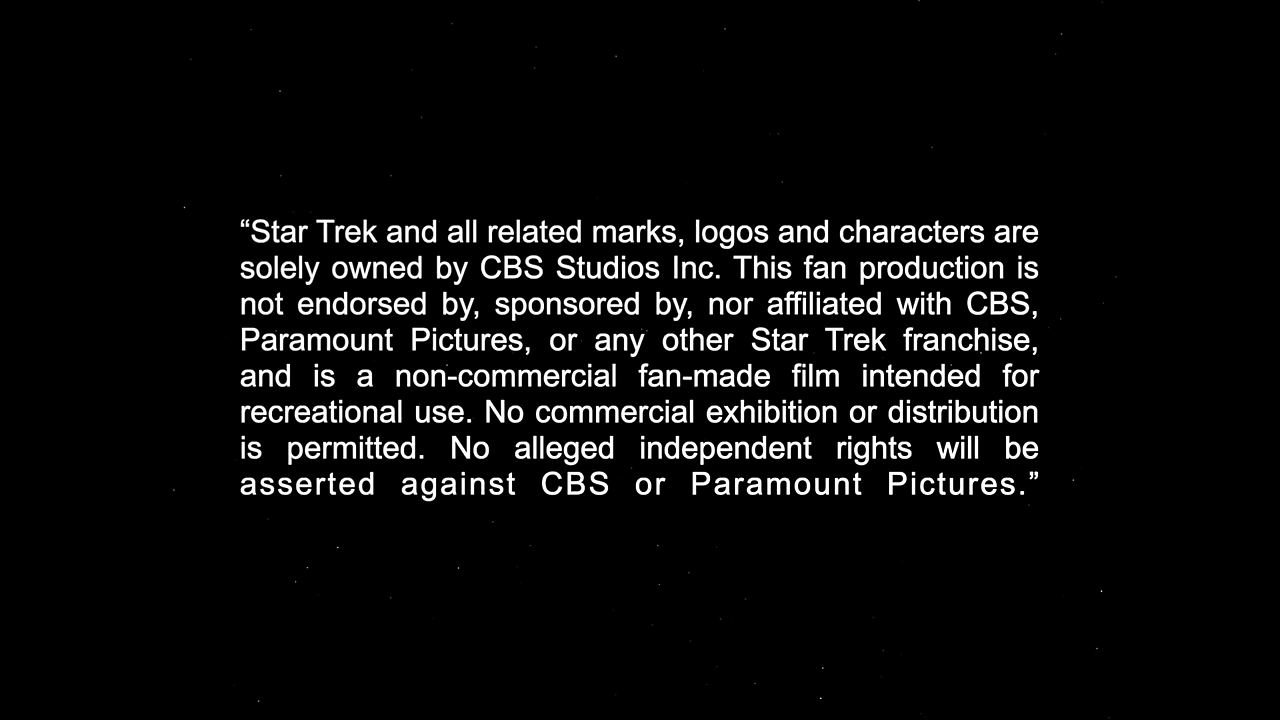 “Star Trek and all related marks, logos and characters are
solely owned by CBS Studios Inc. This fan production is
not endorsed by, sponsored by, nor affiliated with CBS,
Paramount Pictures, or any other Star Trek franchise,
and is a non-commercial fan-made film intended for
recreational use. No commercial exhibition or distribution
is permitted. No alleged independent rights will be
asserted against CBS or Paramount Pictures.”